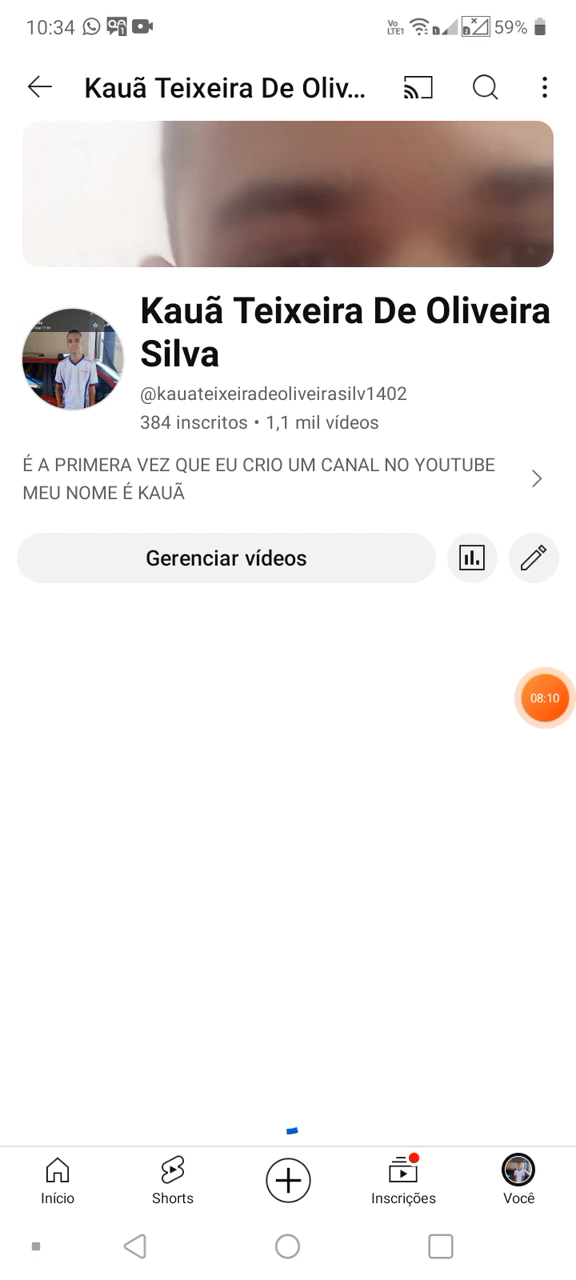 10:34
Vo
LTE1
59%
Kauã Teixeira De Oliv...
Kauã Teixeira De Oliveira
Silva
@kauateixeiradeoliveirasilv1402
384 inscritos • 1,1 mil vídeos
É A PRIMERA VEZ QUE EU CRIO UM CANAL NO YOUTUBE
MEU NOME É KAUÃ
Gerenciar vídeos
08:10
Início
Shorts
Inscrições
Você